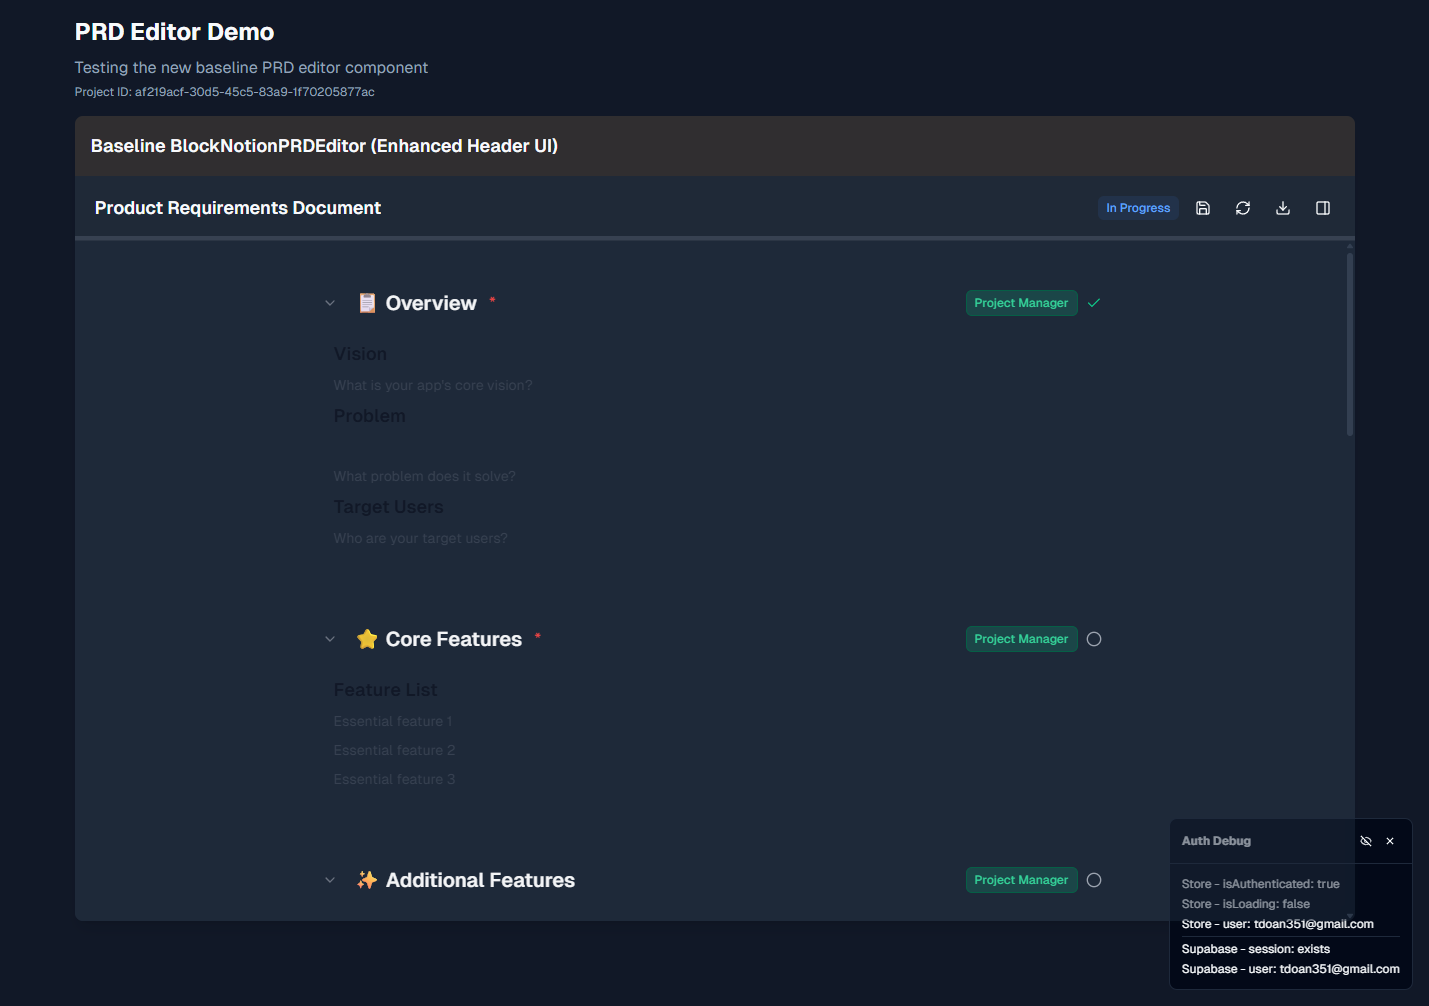 PRD Editor Demo
Testing the new baseline PRD editor component
Project ID: af219acf-30d5-45c5-83a9-1f70205877ac
Baseline BlockNotionPRDEditor (Enhanced Header UI)
Product Requirements Document
In Progress
Overview *
Project Manager
Vision
What is your app's core vision?
Problem
What problem does it solve?
Target Users
Who are your target users?
Core Features *
Project Manager
Feature List
Essential feature 1
Essential feature 2
Essential feature 3
Additional Features
Project Manager
Auth Debug
Store - isAuthenticated: true
Store - isLoading: false
Store - user: tdoan351@gmail.com
Supabase - session: exists
Supabase - user: tdoan351@gmail.com